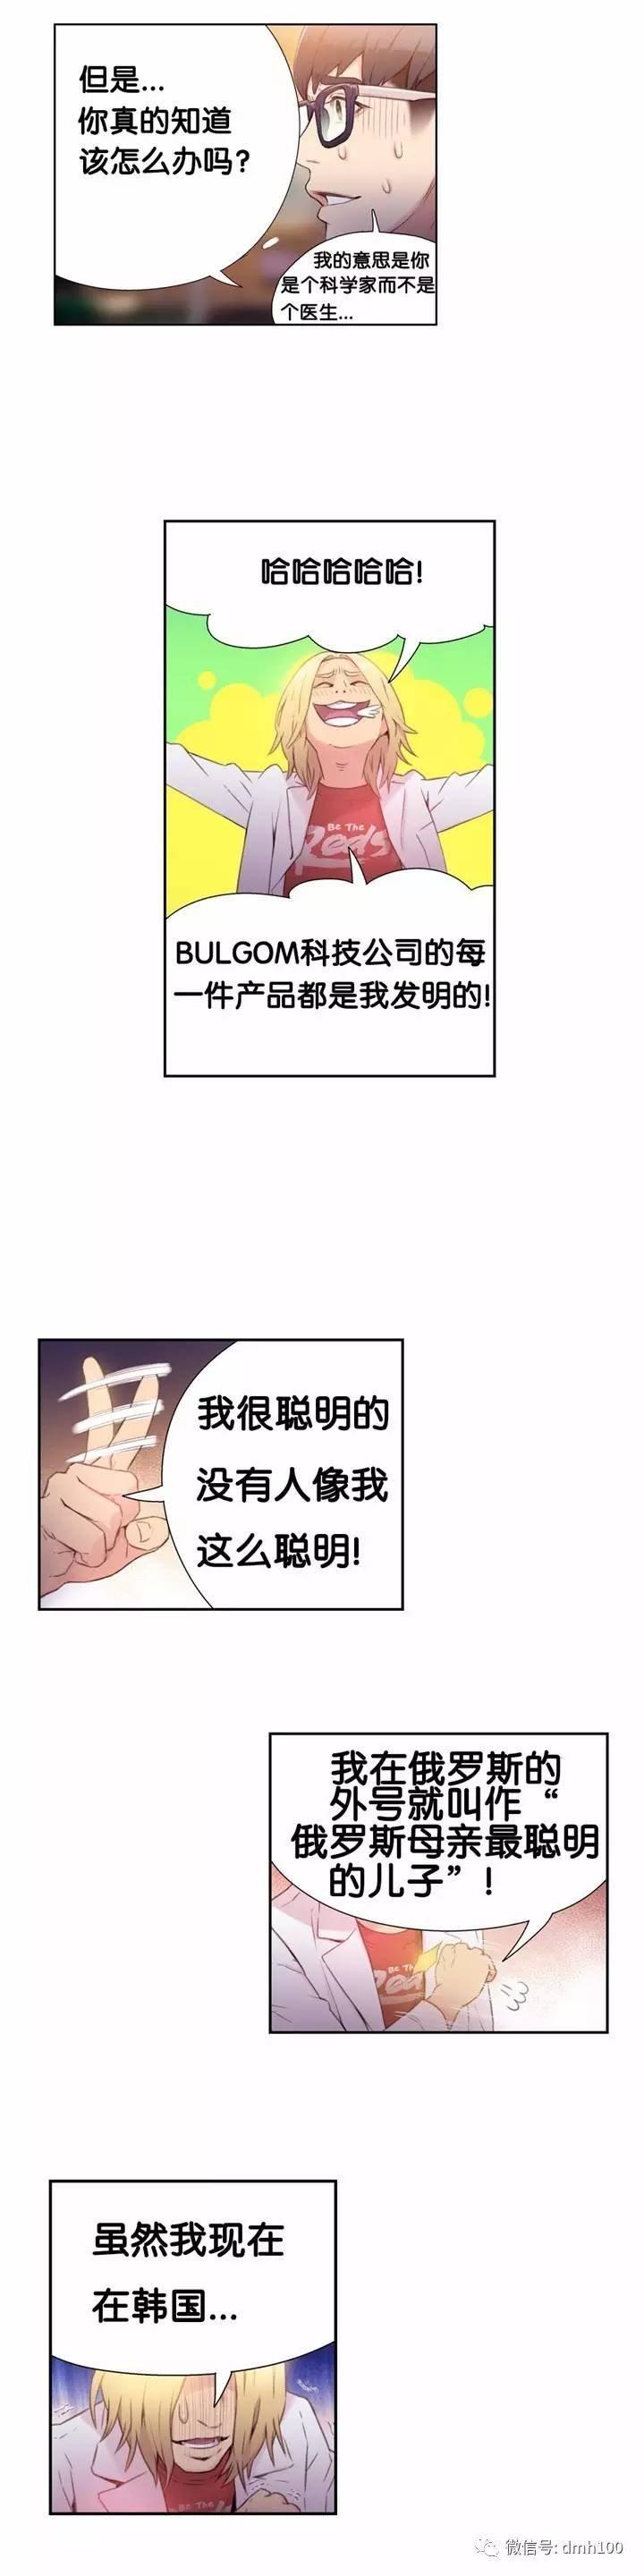 但是...
你真的知道
该怎么办吗?
我的意思是你
是个科学家而不是
个医生...
哈哈哈哈哈!
Be The
Reds
BULGOM科技公司的每
一件产品都是我发明的!
我很聪明的
没有人像我
这么聪明!
我在俄罗斯的
外号就叫作“
俄罗斯母亲最聪明
的儿子”!
Be The
Reds
虽然我现在
在韩国...
Be The
微信号: dmh100